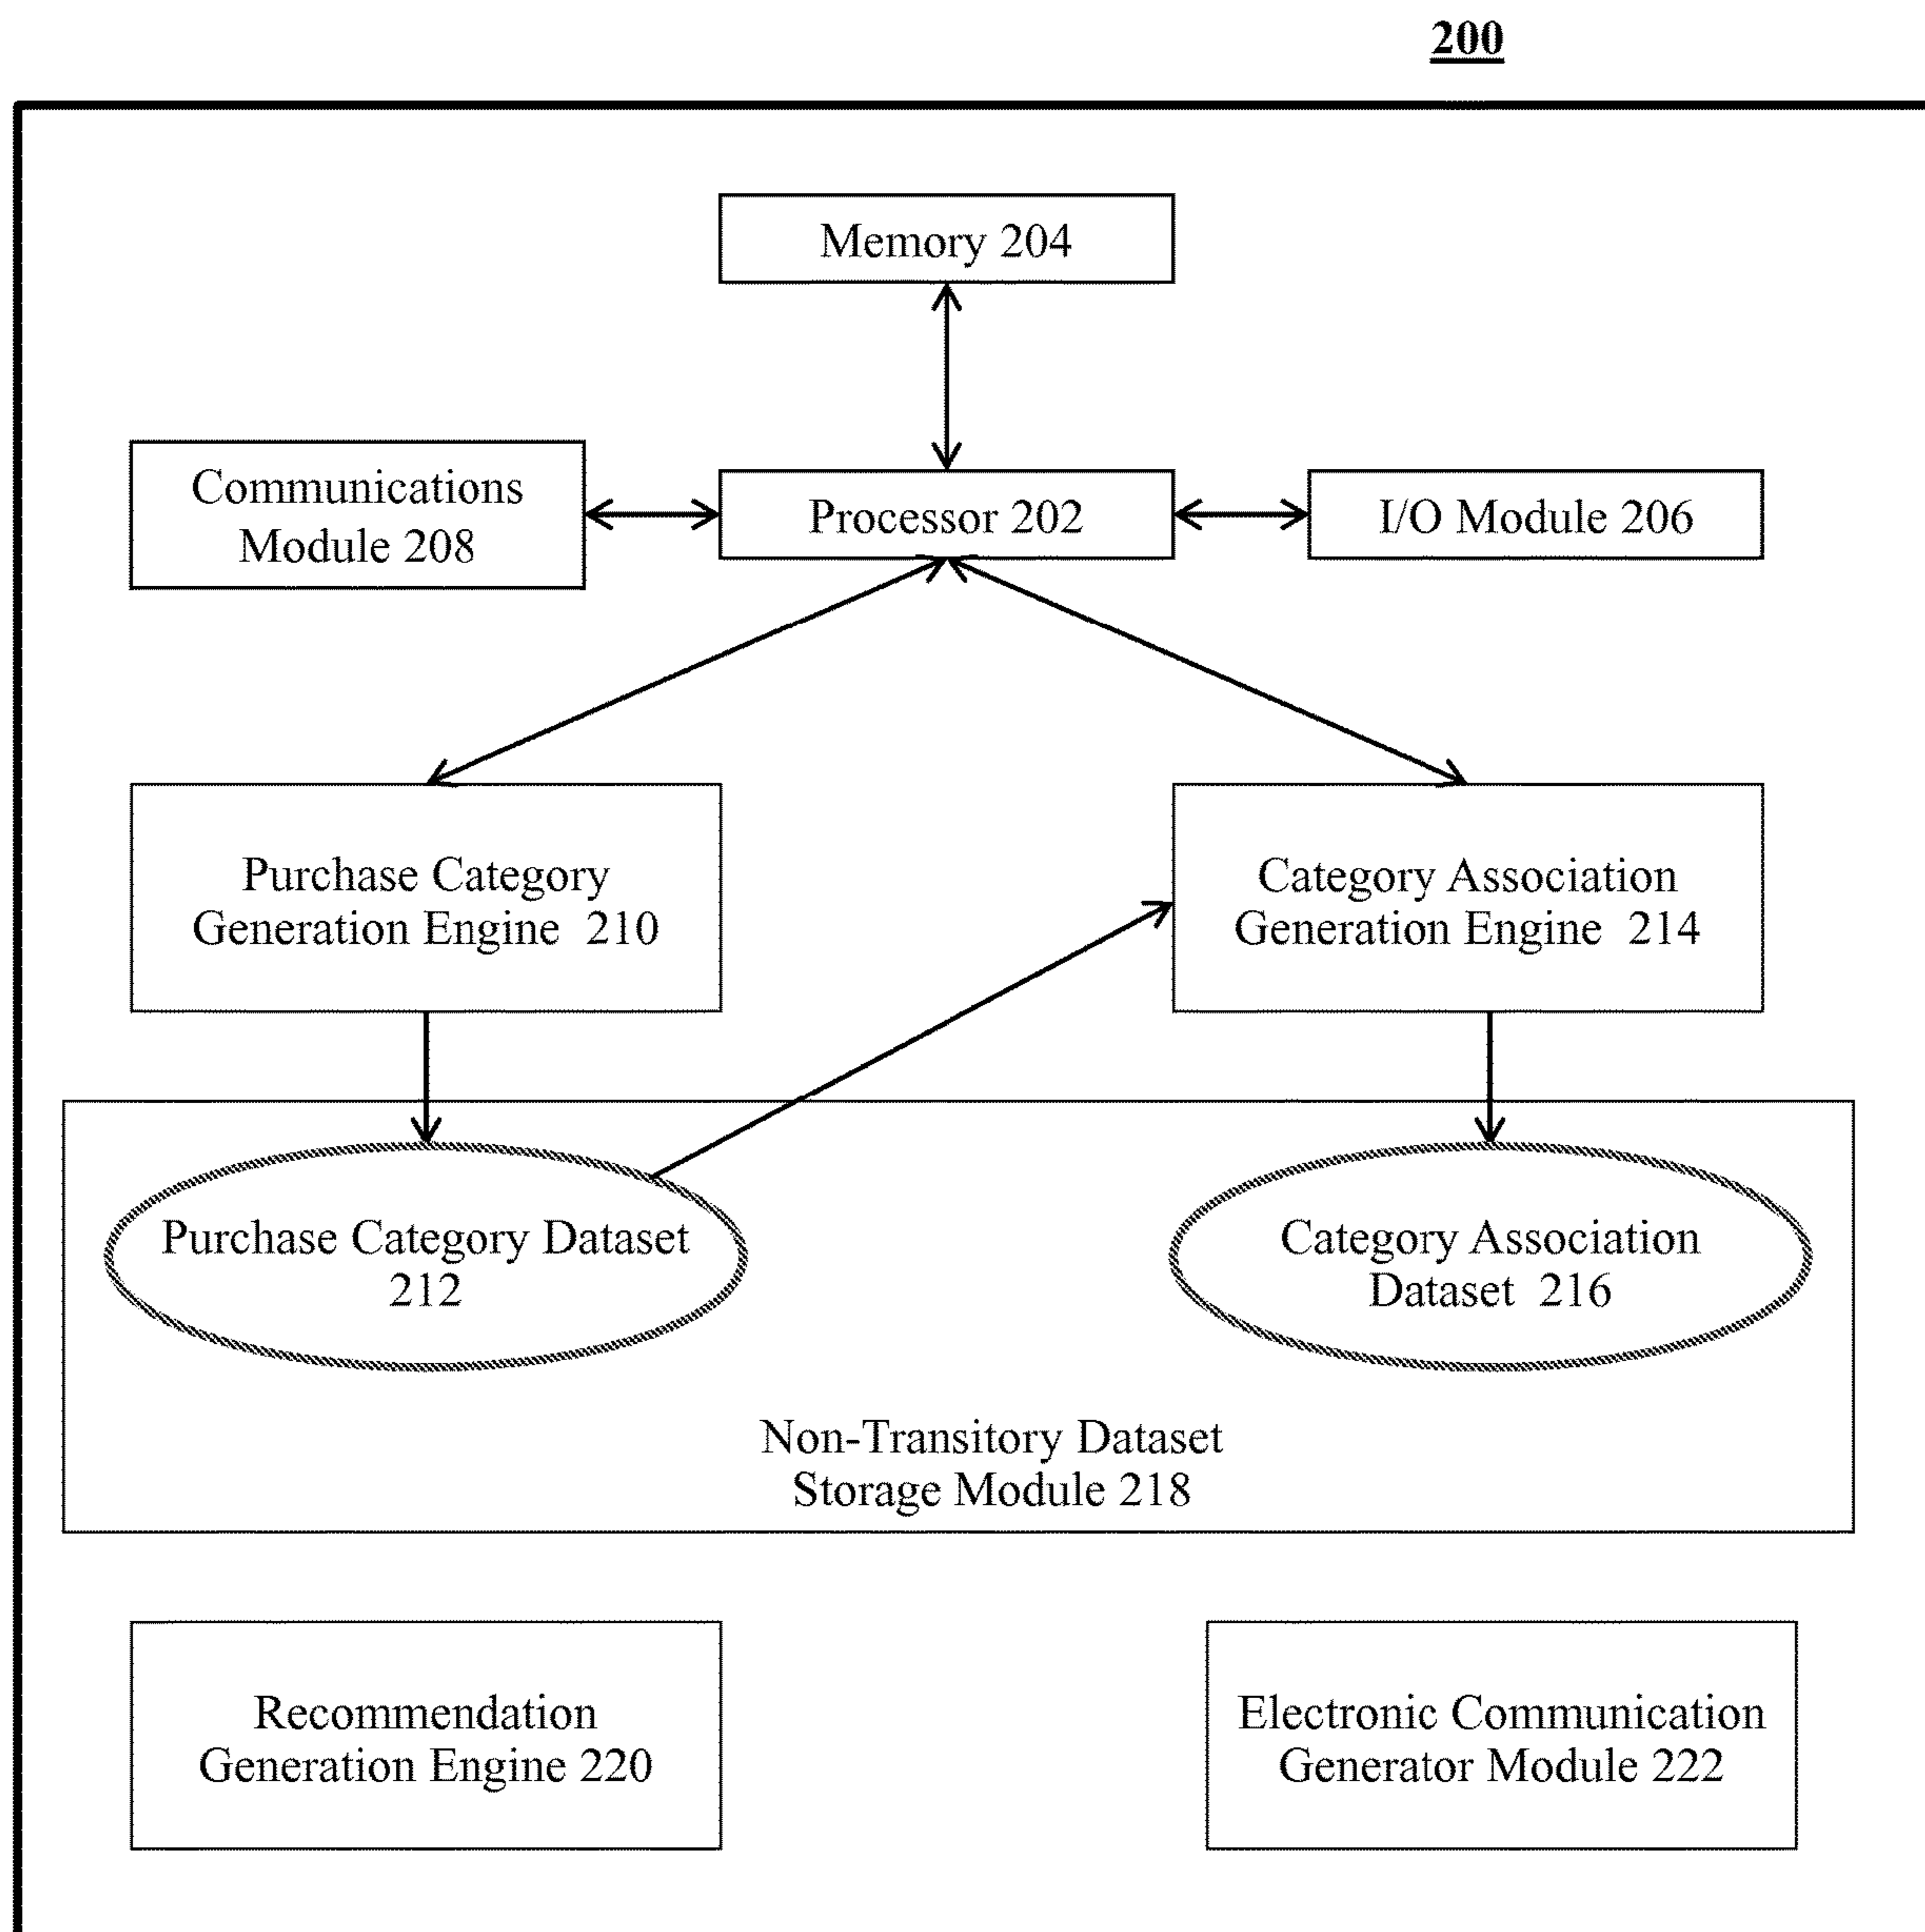 200
Memory 204
Communications
Module 208
Processor 202
I/O Module 206
Purchase Category
Generation Engine 210
Category Association
Generation Engine 214
Purchase Category Dataset
212
Category Association
Dataset 216
Non-Transitory Dataset
Storage Module 218
Recommendation
Generation Engine 220
Electronic Communication
Generator Module 222